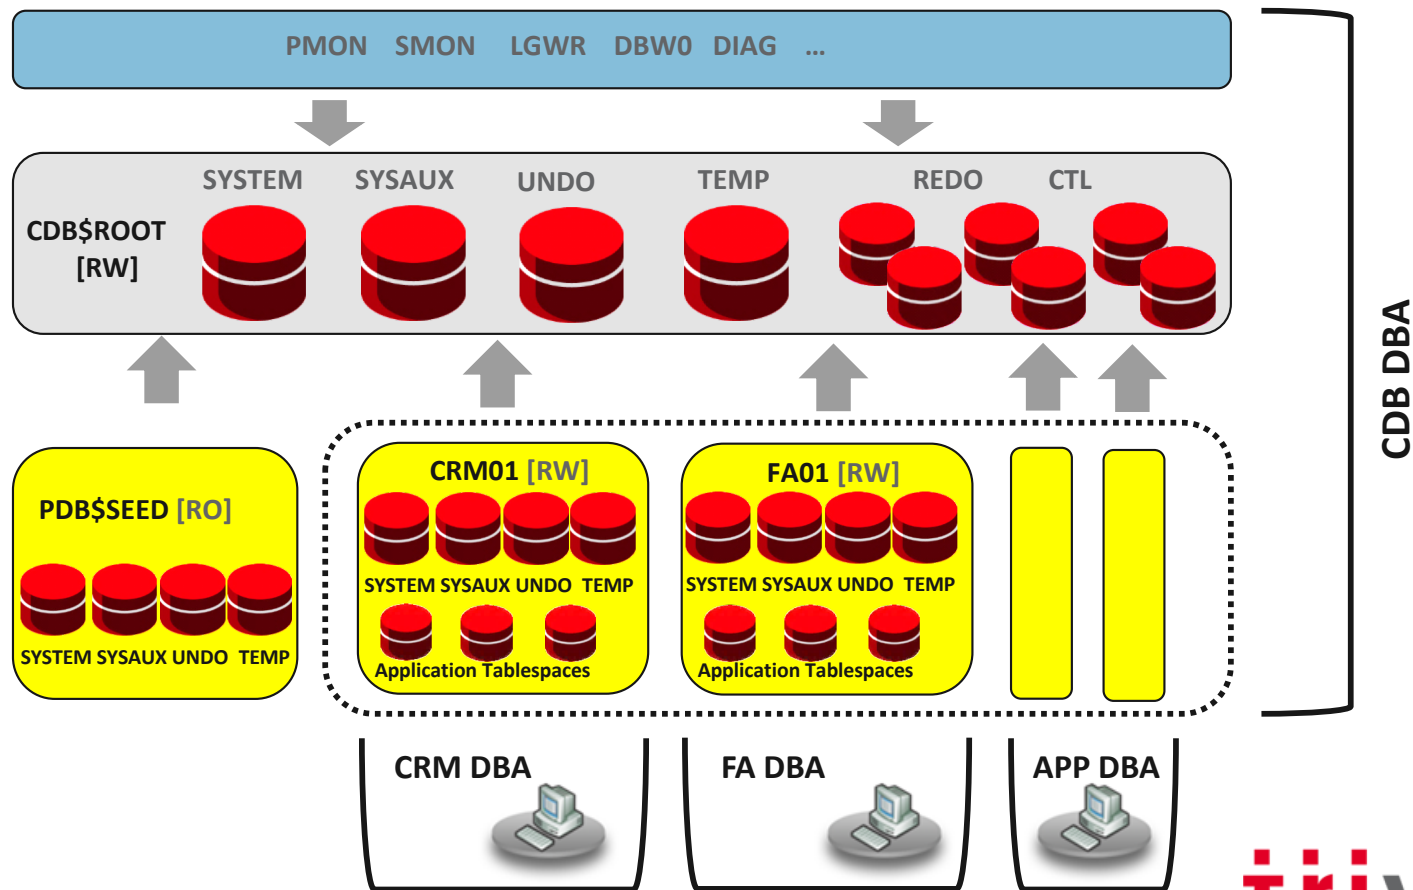 PMON SMON LGWR DBW0 DIAG ...
SYSTEM SYSAUX UNDO TEMP REDO CTL
CDB$ROOT
[RW]
CDB DBA
PDB$SEED [RO]
SYSTEM SYSAUX UNDO TEMP
CRM01 [RW]
SYSTEM SYSAUX UNDO TEMP
Application Tablespaces
FA01 [RW]
SYSTEM SYSAUX UNDO TEMP
Application Tablespaces
CRM DBA
FA DBA
APP DBA